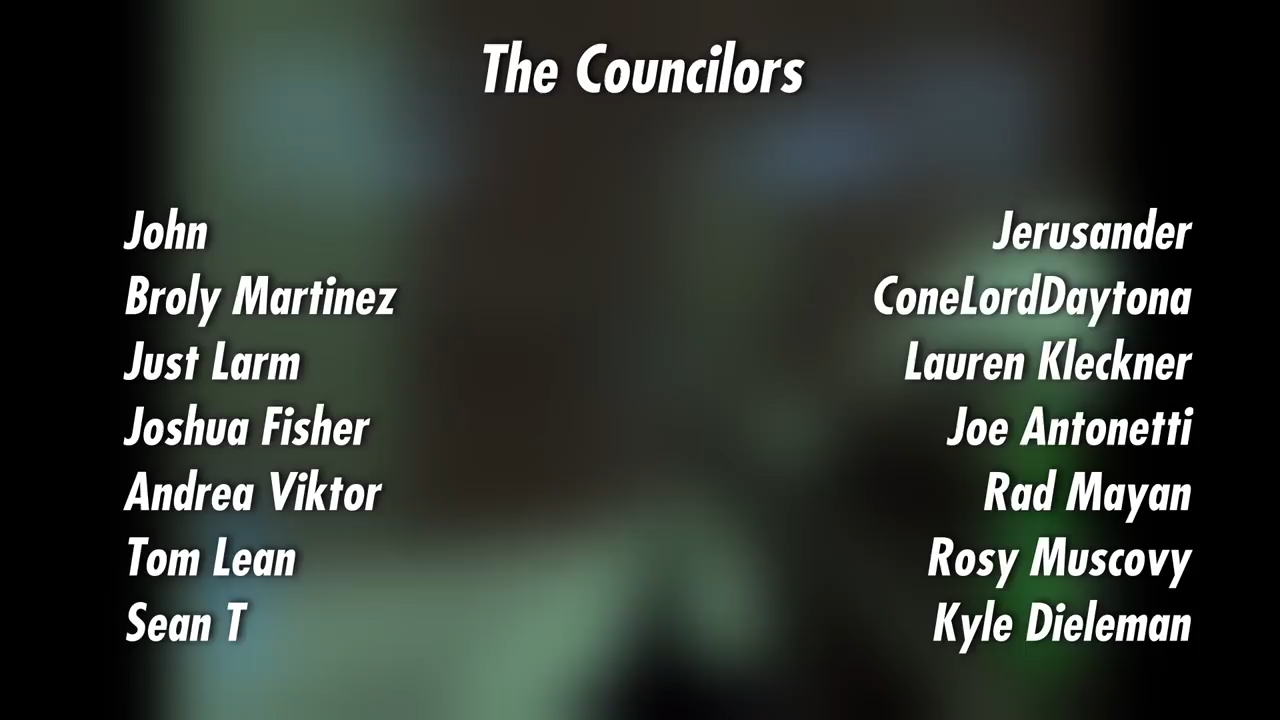 The Councilors
John
Broly Martinez
Just Larm
Joshua Fisher
Andrea Viktor
Tom Lean
Sean T
Jerusander
ConeLordDaytona
Lauren Kleckner
Joe Antonetti
Rad Mayan
Rosy Muscovy
Kyle Dieleman